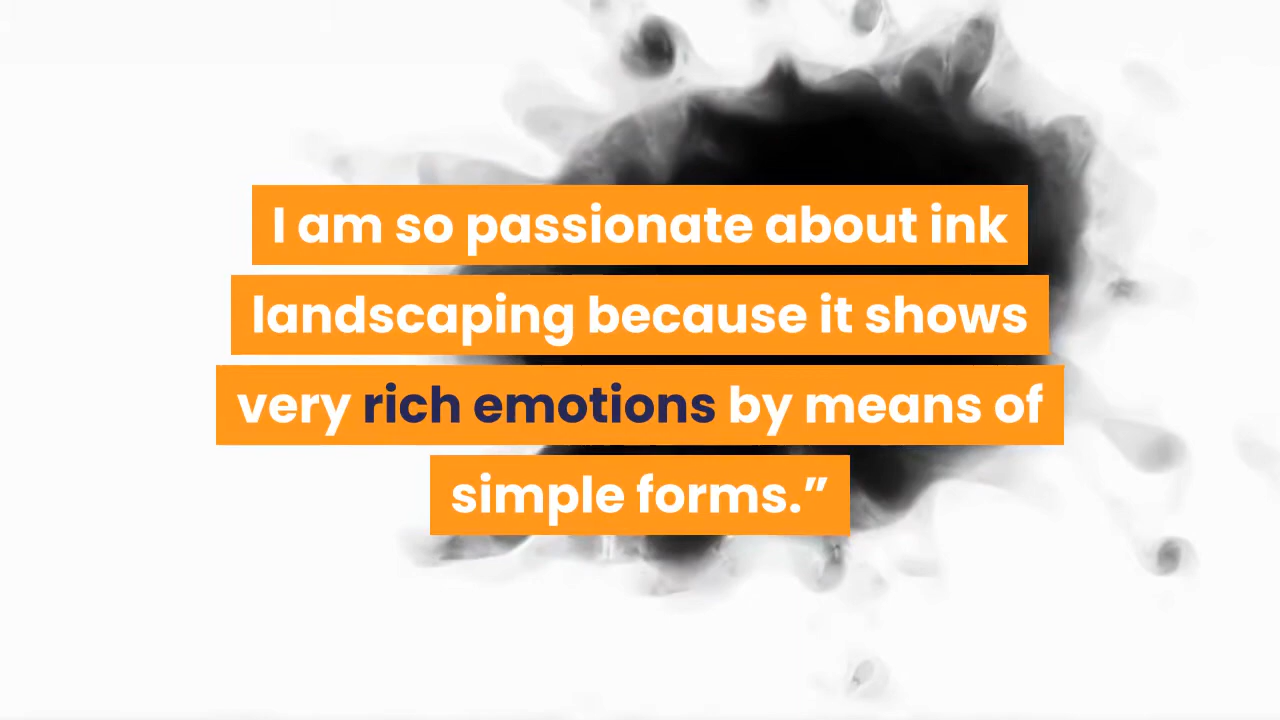 I am so passionate about ink
landscaping because it shows
very rich emotions by means of
simple forms.”